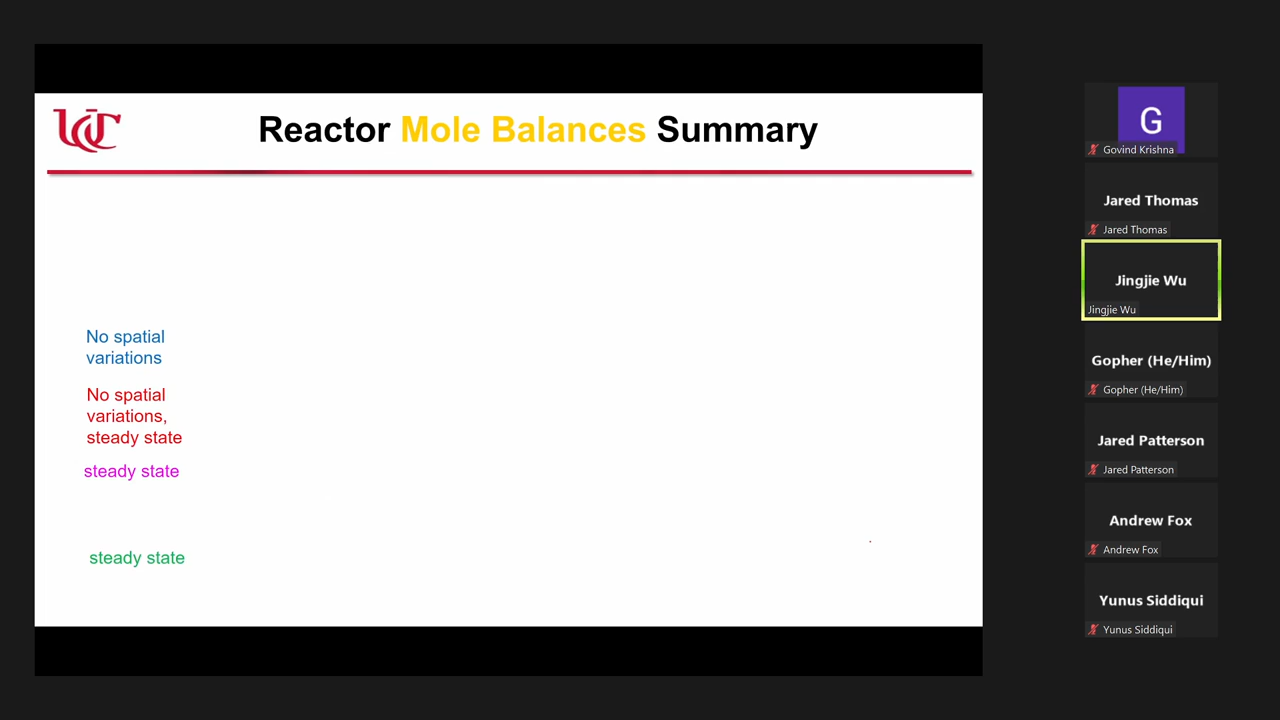 UC
Reactor Mole Balances Summary
No spatial
variations
No spatial
variations,
steady state
steady state
steady state
G
Govind Krishna
Jared Thomas
Jared Thomas
Jingjie Wu
Jingjie Wu
Gopher (He/Him)
Gopher (He/Him)
Jared Patterson
Jared Patterson
Andrew Fox
Andrew Fox
Yunus Siddiqui
Yunus Siddiqui